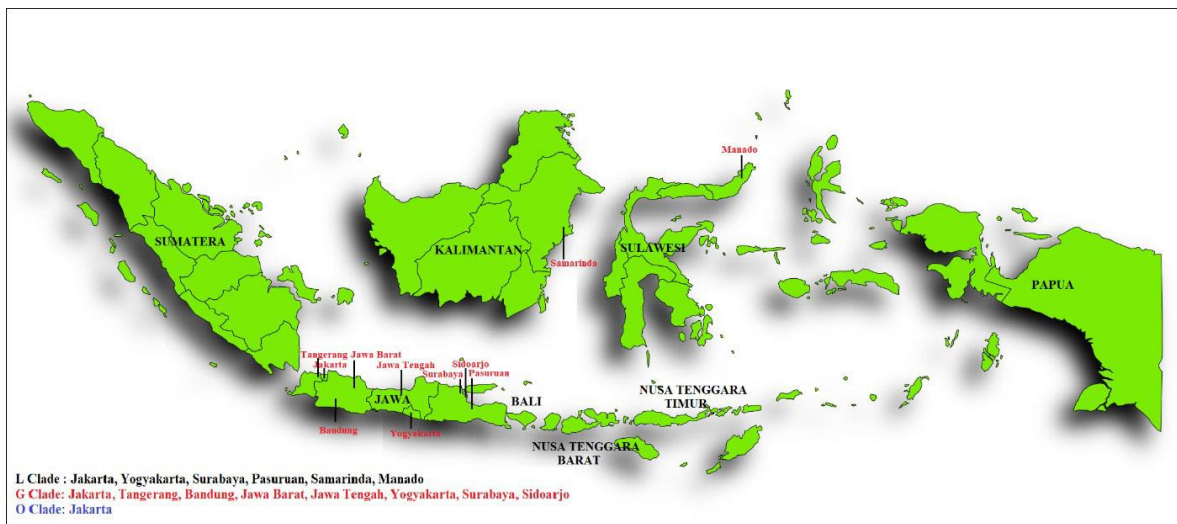 Manado
SUMATERA
KALIMANTAN
SULAWESI
Samarinda
PAPUA
Tangerang Jawa Barat
Jakarta
Jawa Tengah
Sidoarjo
Surabaya
Pasuruan
JAWA
BALI
NUSA TENGGARA
TIMUR
Bandung
Yogyakarta
NUSA TENGGARA
BARAT
L Clade : Jakarta, Yogyakarta, Surabaya, Pasuruan, Samarinda, Manado
G Clade: Jakarta, Tangerang, Bandung, Jawa Barat, Jawa Tengah, Yogyakarta, Surabaya, Sidoarjo
O Clade: Jakarta